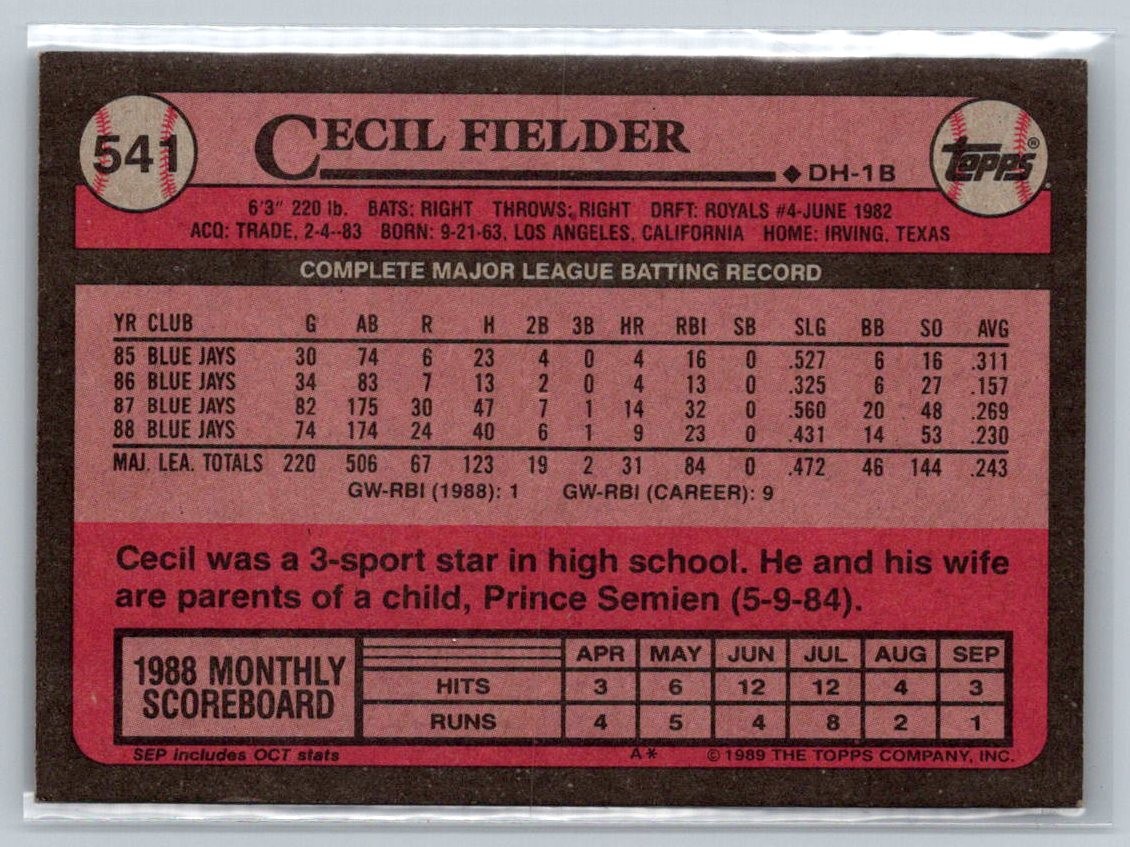 541
CECIL FIELDER
◆ DH-1B
TOPPS®
6'3" 220 lb. BATS: RIGHT THROWS: RIGHT DRFT: ROYALS #4-JUNE 1982
ACQ: TRADE, 2-4--83 BORN: 9-21-63, LOS ANGELES, CALIFORNIA HOME: IRVING, TEXAS
COMPLETE MAJOR LEAGUE BATTING RECORD
YR CLUB G AB R H 2B 3B HR RBI SB SLG BB SO AVG
85 BLUE JAYS 30 74 6 23 4 0 4 16 0 .527 6 16 .311
86 BLUE JAYS 34 83 7 13 2 0 4 13 0 .325 6 27 .157
87 BLUE JAYS 82 175 30 47 7 1 14 32 0 .560 20 48 .269
88 BLUE JAYS 74 174 24 40 6 1 9 23 0 .431 14 53 .230
MAJ. LEA. TOTALS 220 506 67 123 19 2 31 84 0 .472 46 144 .243
GW-RBI (1988): 1 GW-RBI (CAREER): 9
Cecil was a 3-sport star in high school. He and his wife
are parents of a child, Prince Semien (5-9-84).
1988 MONTHLY
SCOREBOARD
APR MAY JUN JUL AUG SEP
HITS 3 6 12 12 4 3
RUNS 4 5 4 8 2 1
SEP includes OCT stats A* © 1989 THE TOPPS COMPANY, INC.